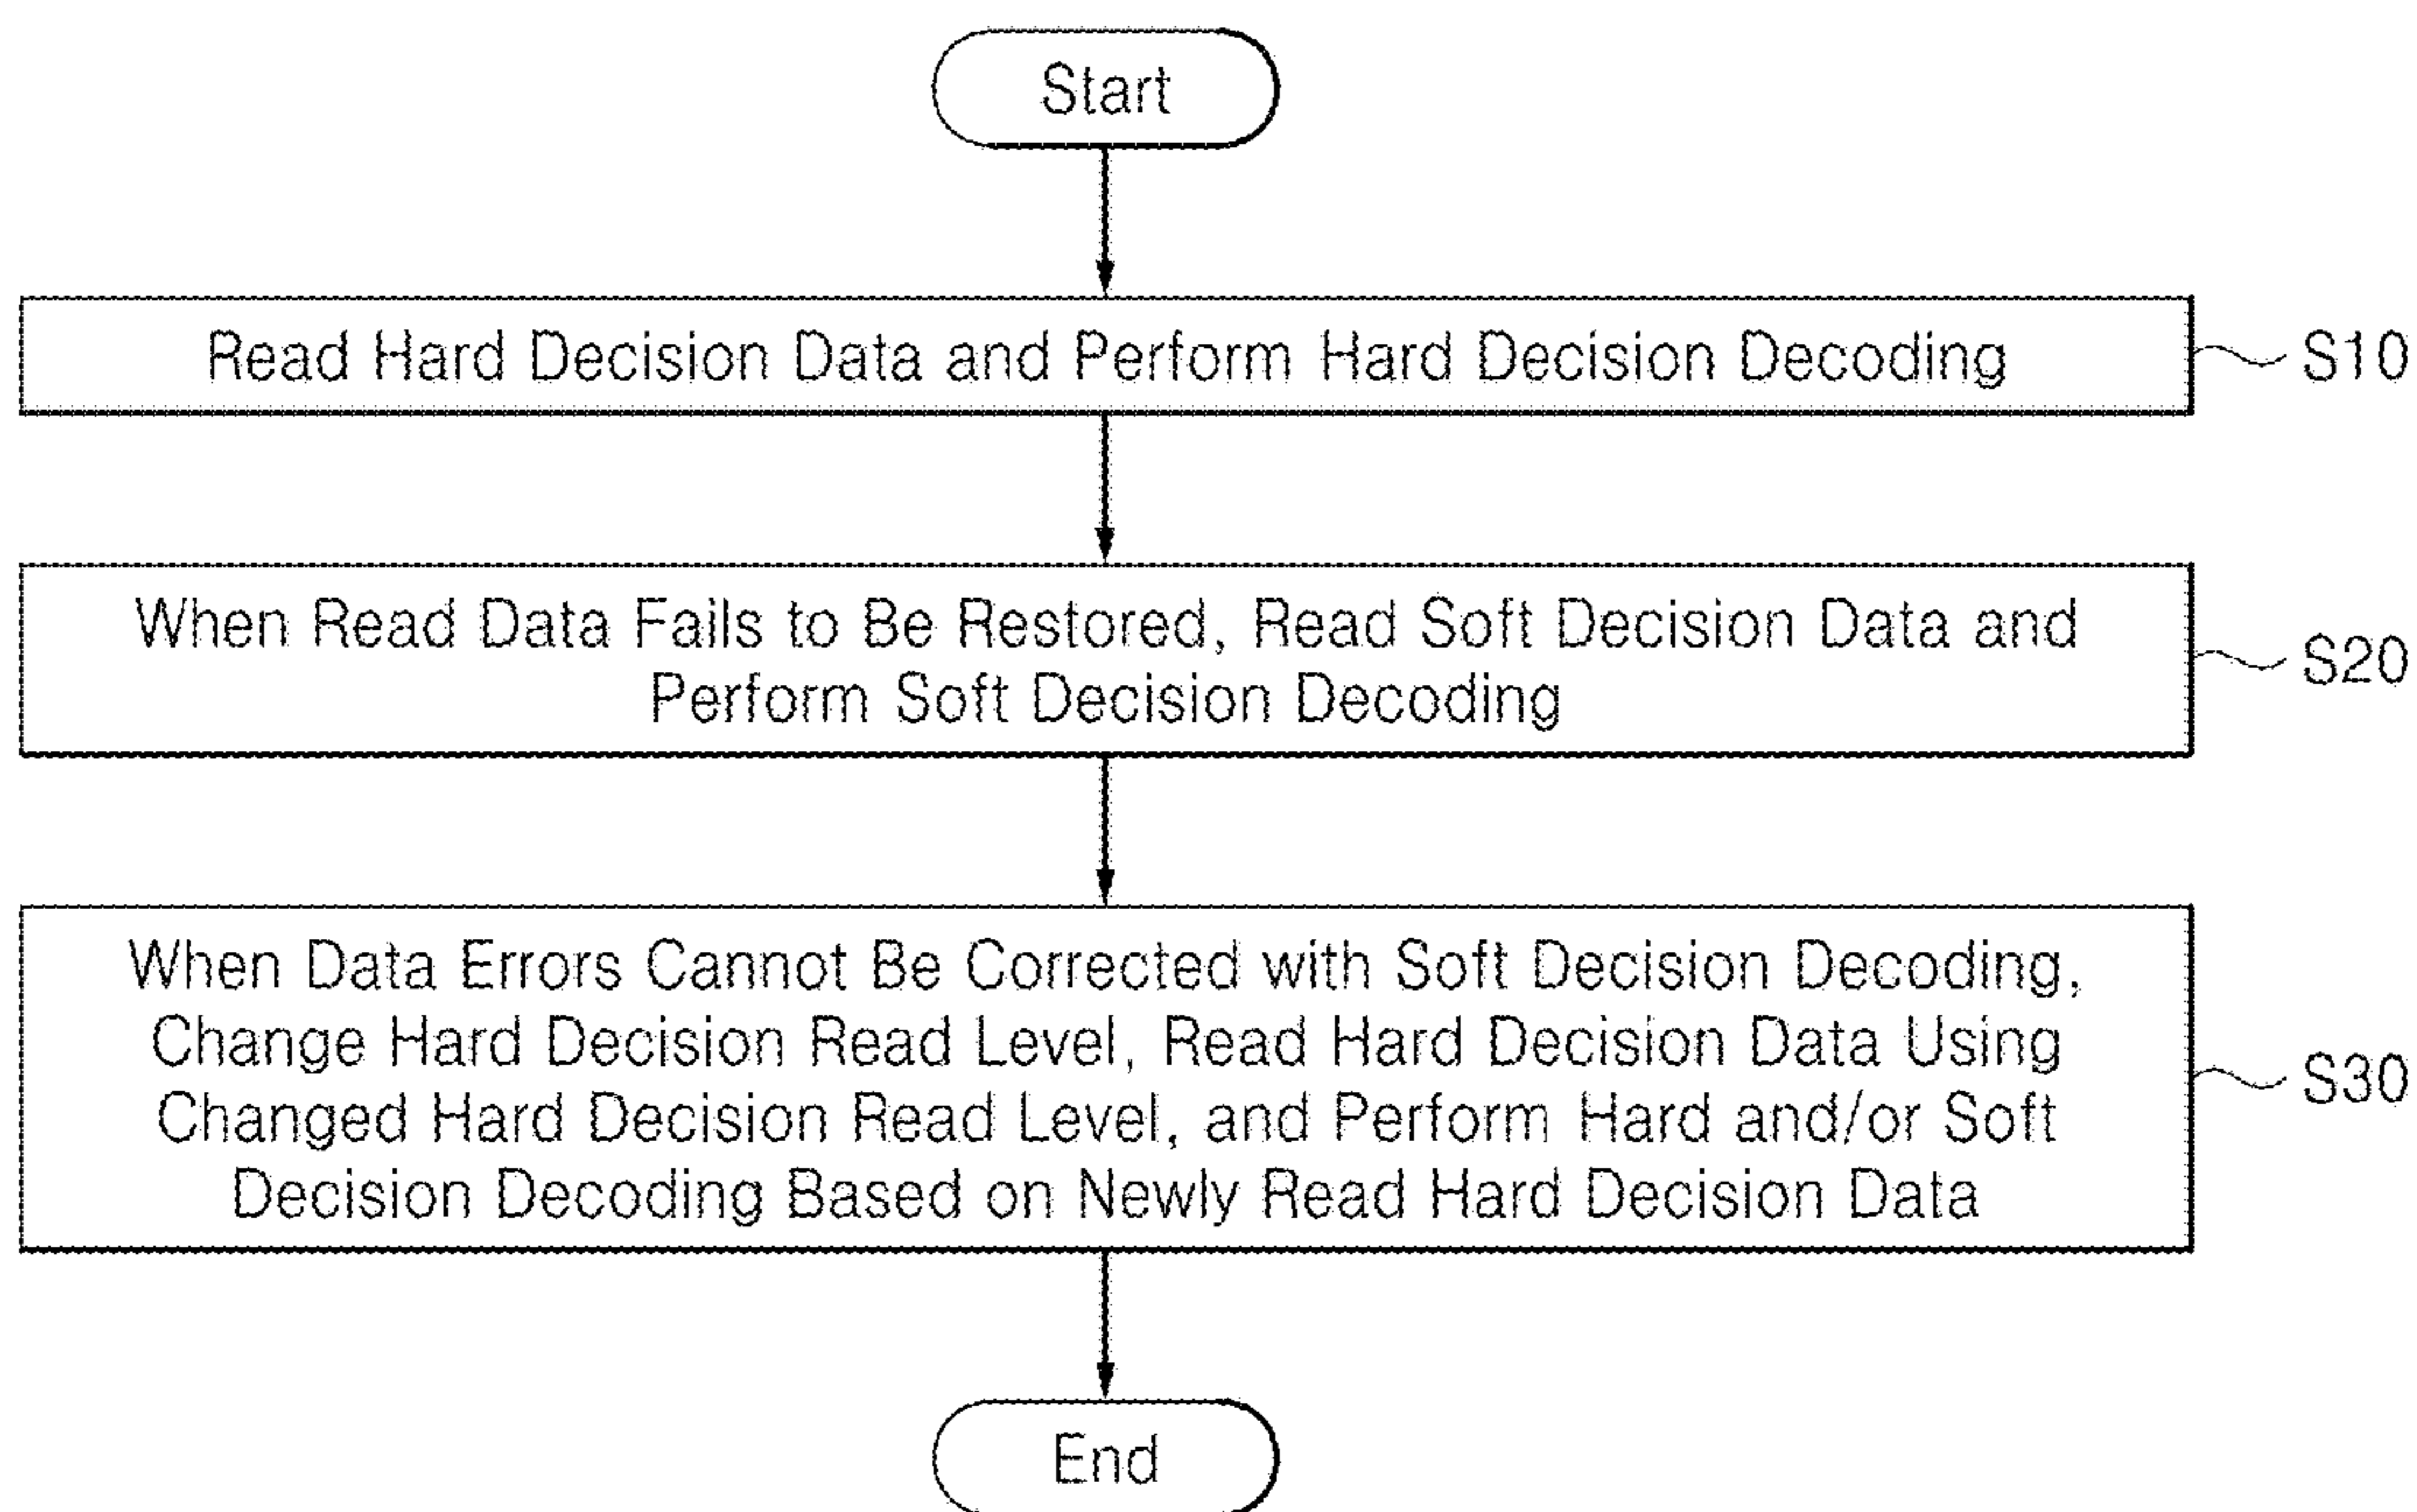 Start
Read Hard Decision Data and Perform Hard Decision Decoding
S10
When Read Data Fails to Be Restored, Read Soft Decision Data and
Perform Soft Decision Decoding
S20
When Data Errors Cannot Be Corrected with Soft Decision Decoding,
Change Hard Decision Read Level, Read Hard Decision Data Using
Changed Hard Decision Read Level, and Perform Hard and/or Soft
Decision Decoding Based on Newly Read Hard Decision Data
S30
End